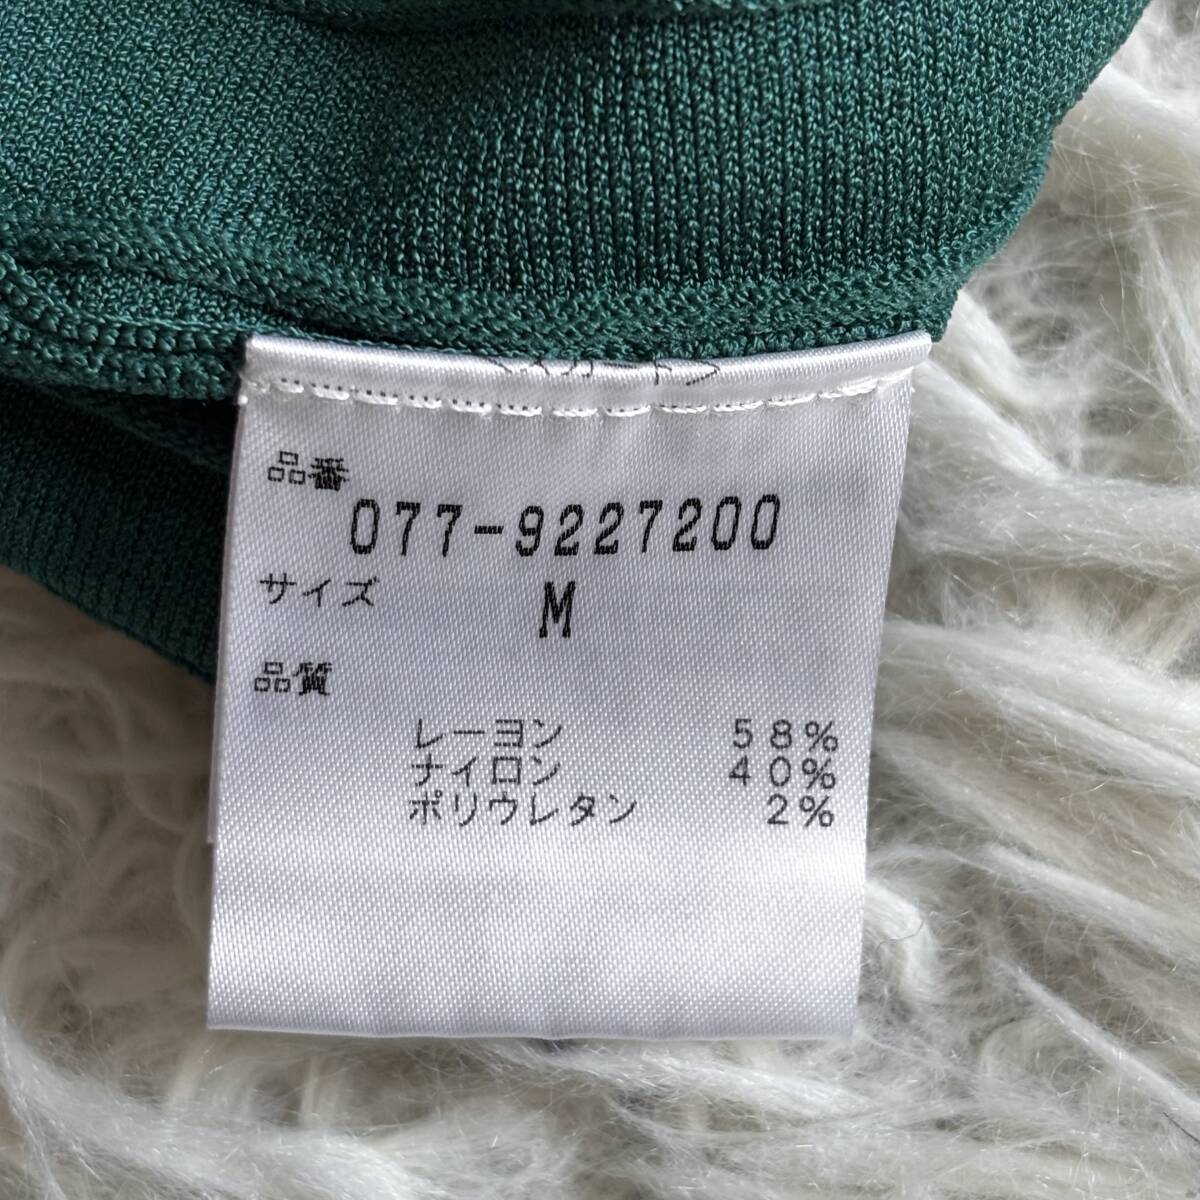 品番
077-9227200
サイズ
M
品質
レーヨン 58%
ナイロン 40%
ポリウレタン 2%